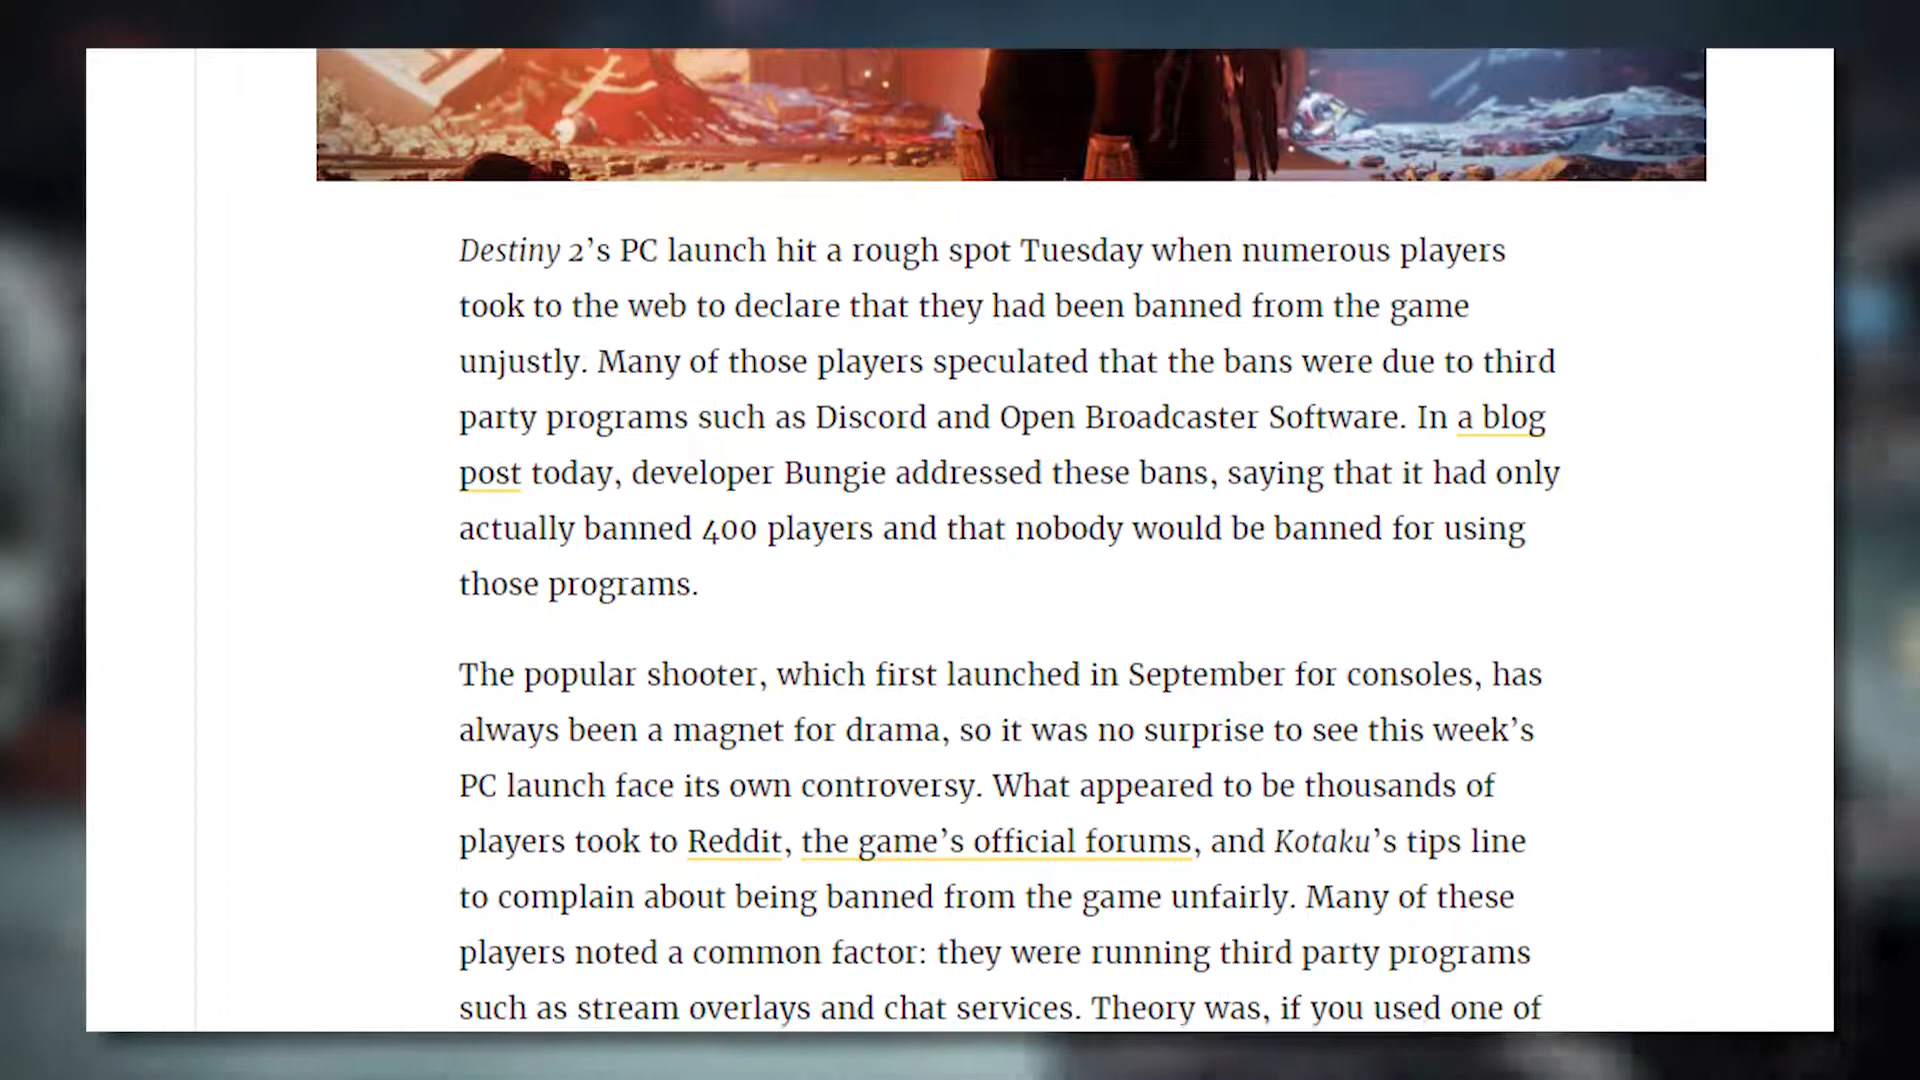 Destiny 2’s PC launch hit a rough spot Tuesday when numerous players
took to the web to declare that they had been banned from the game
unjustly. Many of those players speculated that the bans were due to third
party programs such as Discord and Open Broadcaster Software. In a blog
post today, developer Bungie addressed these bans, saying that it had only
actually banned 400 players and that nobody would be banned for using
those programs.
The popular shooter, which first launched in September for consoles, has
always been a magnet for drama, so it was no surprise to see this week’s
PC launch face its own controversy. What appeared to be thousands of
players took to Reddit, the game’s official forums, and Kotaku’s tips line
to complain about being banned from the game unfairly. Many of these
players noted a common factor: they were running third party programs
such as stream overlays and chat services. Theory was, if you used one of